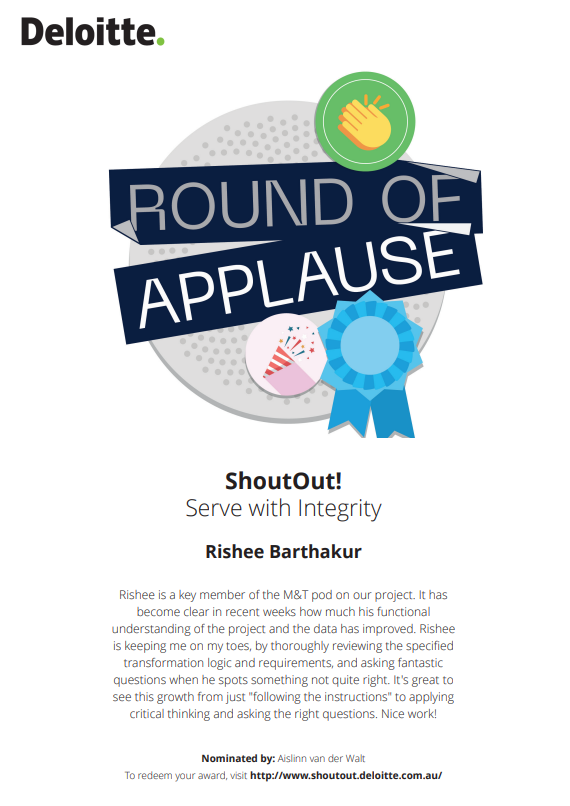 Deloitte.
ROUND OF
APPLAUSE
ShoutOut!
Serve with Integrity
Rishee Barthakur
Rishee is a key member of the M&T pod on our project. It has
become clear in recent weeks how much his functional
understanding of the project and the data has improved. Rishee
is keeping me on my toes, by thoroughly reviewing the specified
transformation logic and requirements, and asking fantastic
questions when he spots something not quite right. It's great to
see this growth from just "following the instructions" to applying
critical thinking and asking the right questions. Nice work!
Nominated by: Aislinn van der Walt
To redeem your award, visit http://www.shoutout.deloitte.com.au/